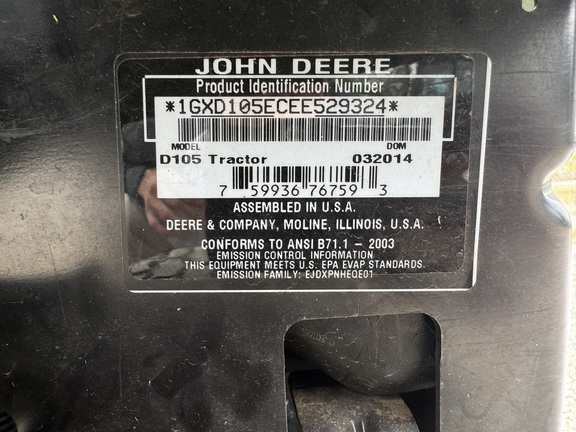 JOHN DEERE
Product Identification Number
*1GXD105ECEE529324*
MODEL DOM
D105 Tractor 032014
7 59936 76759 3
ASSEMBLED IN U.S.A.
DEERE & COMPANY, MOLINE, ILLINOIS, U.S.A.
CONFORMS TO ANSI B71.1 – 2003
EMISSION CONTROL INFORMATION
THIS EQUIPMENT MEETS U.S. EPA EVAP STANDARDS.
EMISSION FAMILY: EJDXPNHEQE01